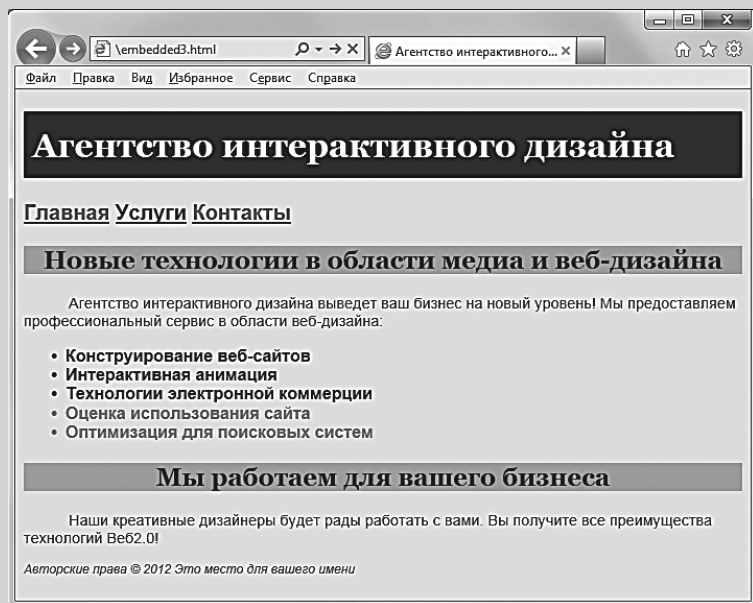 \embedded3.html
Агентство интерактивного...
Файл Правка Вид Избранное Сервис Справка
Агентство интерактивного дизайна
Главная Услуги Контакты
Новые технологии в области медиа и веб-дизайна
Агентство интерактивного дизайна выведет ваш бизнес на новый уровень! Мы предоставляем
профессиональный сервис в области веб-дизайна:
• Конструирование веб-сайтов
• Интерактивная анимация
• Технологии электронной коммерции
• Оценка использования сайта
• Оптимизация для поисковых систем
Мы работаем для вашего бизнеса
Наши креативные дизайнеры будет рады работать с вами. Вы получите все преимущества
технологий Веб2.0!
Авторские права © 2012 Это место для вашего имени